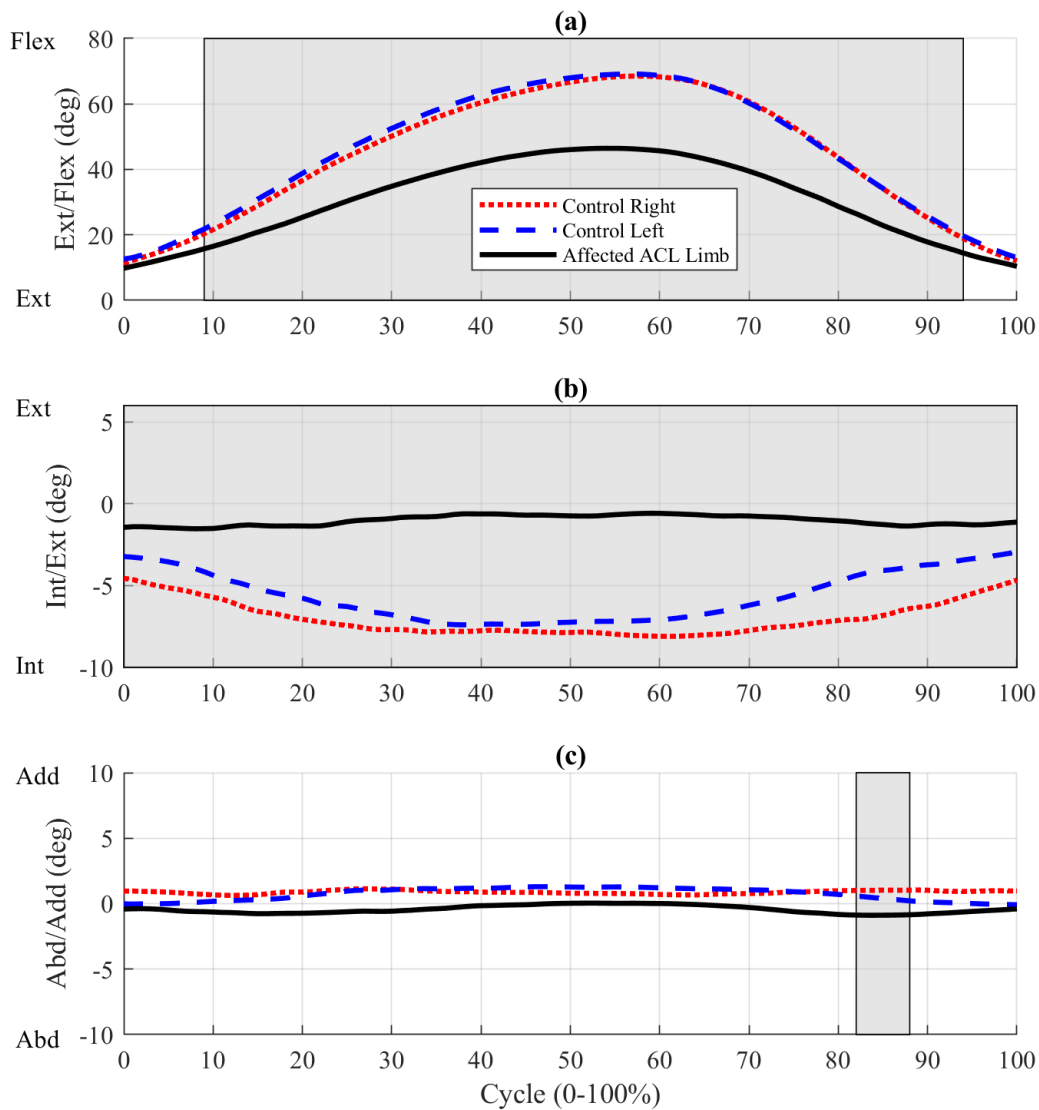 (a)
Flex
80
60
40
20
0
Ext
Ext/Flex (deg)
Control Right
Control Left
Affected ACL Limb
0 10 20 30 40 50 60 70 80 90 100
(b)
Ext
5
0
-5
-10
Int
Int/Ext (deg)
0 10 20 30 40 50 60 70 80 90 100
(c)
Add
10
5
0
-5
-10
Abd
Abd/Add (deg)
0 10 20 30 40 50 60 70 80 90 100
Cycle (0-100%)